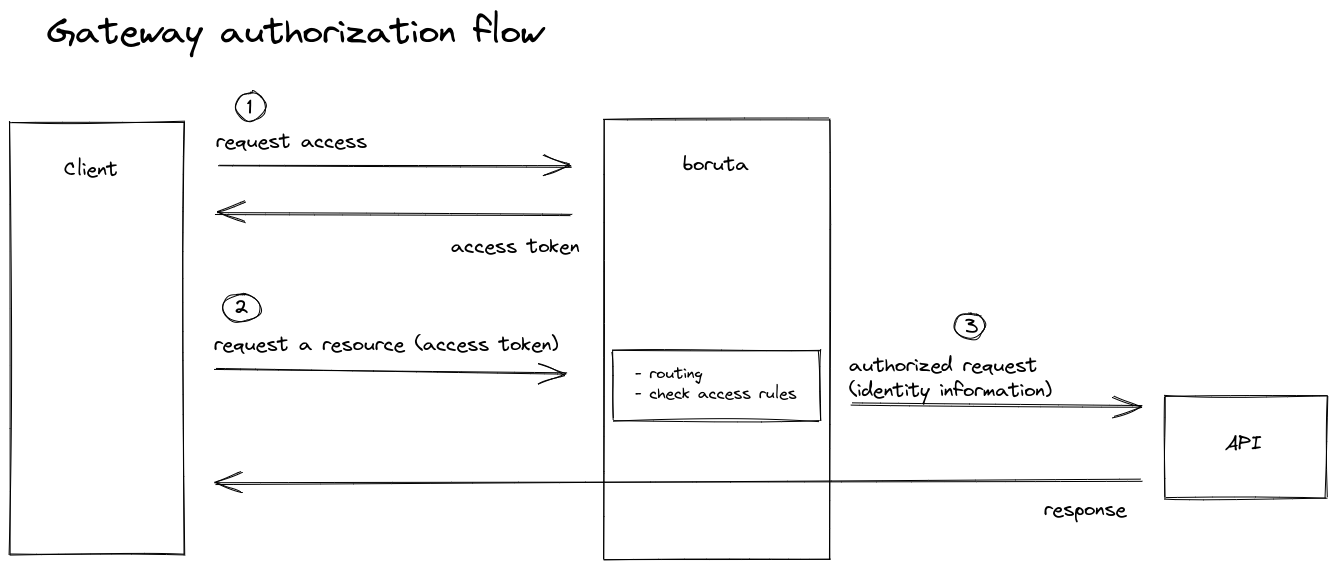 Gateway authorization flow
1
request access
client
boruta
access token
2
request a resource (access token)
- routing
- check access rules
3
authorized request
(identity information)
API
response